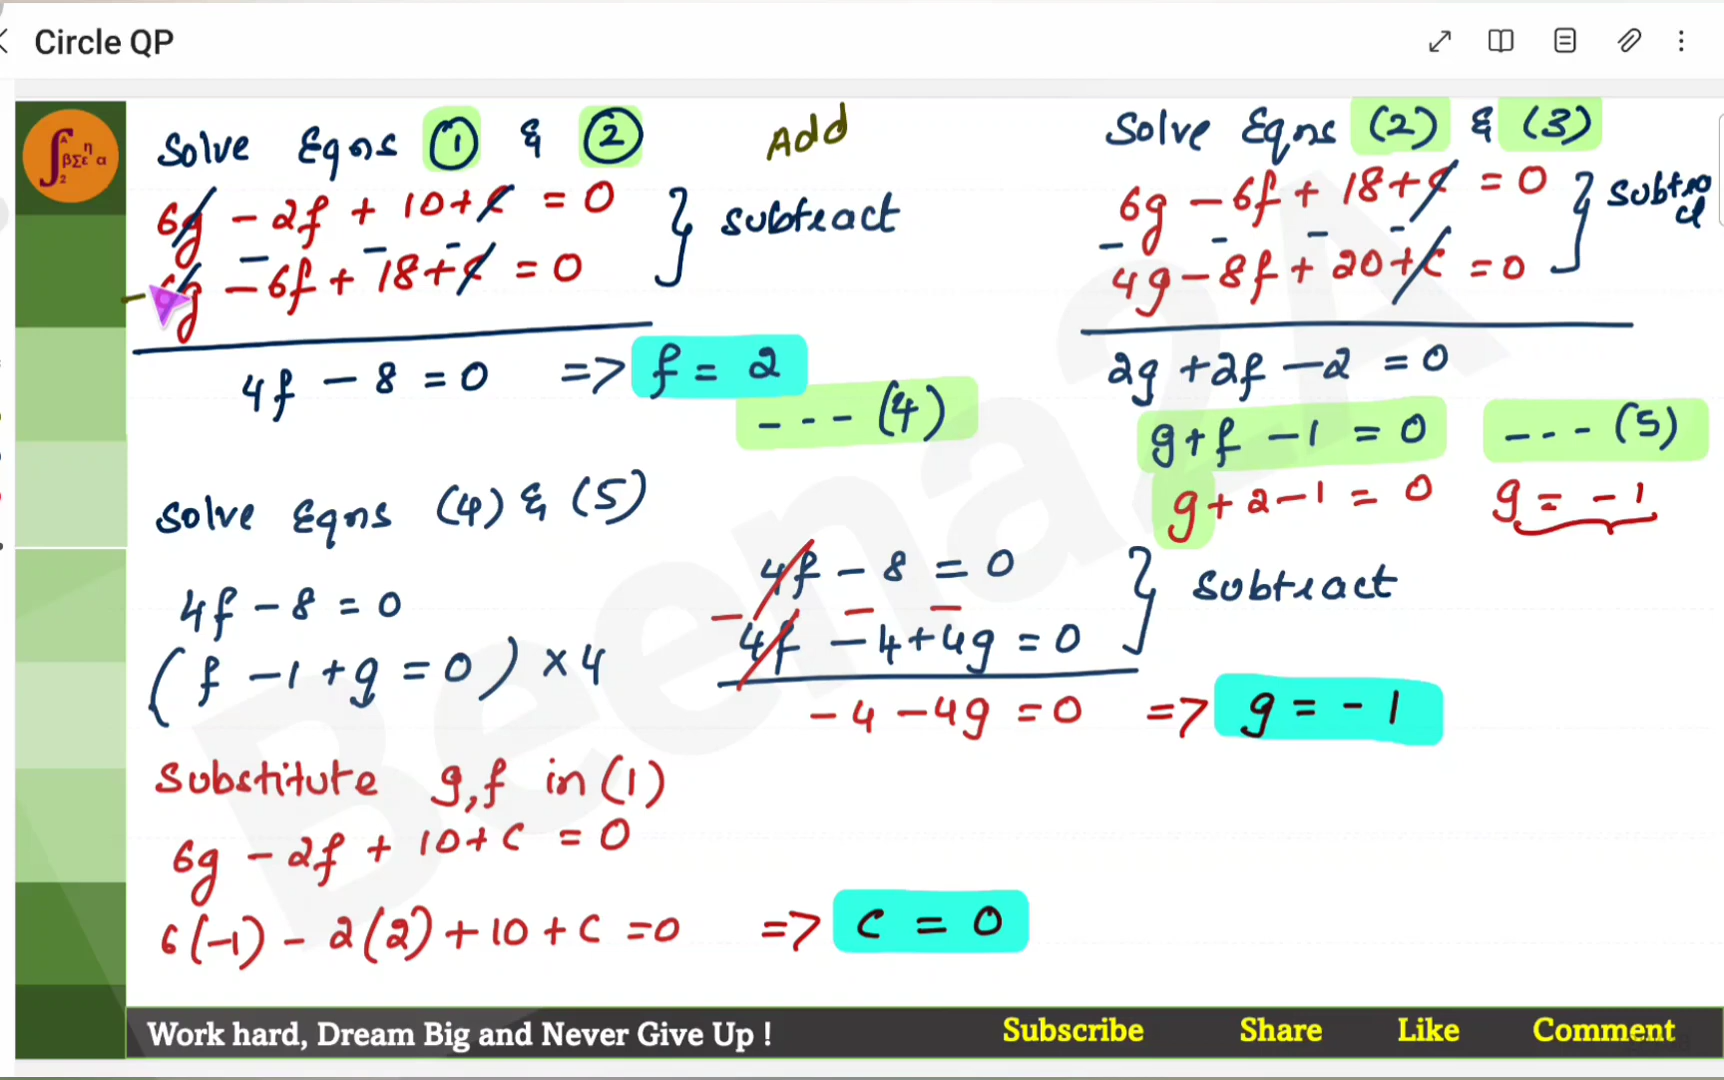 Circle QP
Solve Eqns ① & ②
Add
6g - 2f + 10 + c = 0
6g - 6f + 18 + c = 0
} Subtract
4f - 8 = 0 => f = 2
---- (4)
Solve Eqns (2) & (3)
6g - 6f + 18 + c = 0
4g - 8f + 20 + c = 0
} Subtract
2g + 2f - 2 = 0
g + f - 1 = 0 ---- (5)
g + 2 - 1 = 0 g = -1
Solve Eqns (4) & (5)
4f - 8 = 0
(f - 1 + g = 0) × 4
4f - 8 = 0
4f - 4 + 4g = 0
} Subtract
- 4 - 4g = 0 => g = - 1
Substitute g, f in (1)
6g - 2f + 10 + c = 0
6(-1) - 2(2) + 10 + c = 0 => c = 0
Work hard, Dream Big and Never Give Up !
Subscribe Share Like Comment
Beena2A